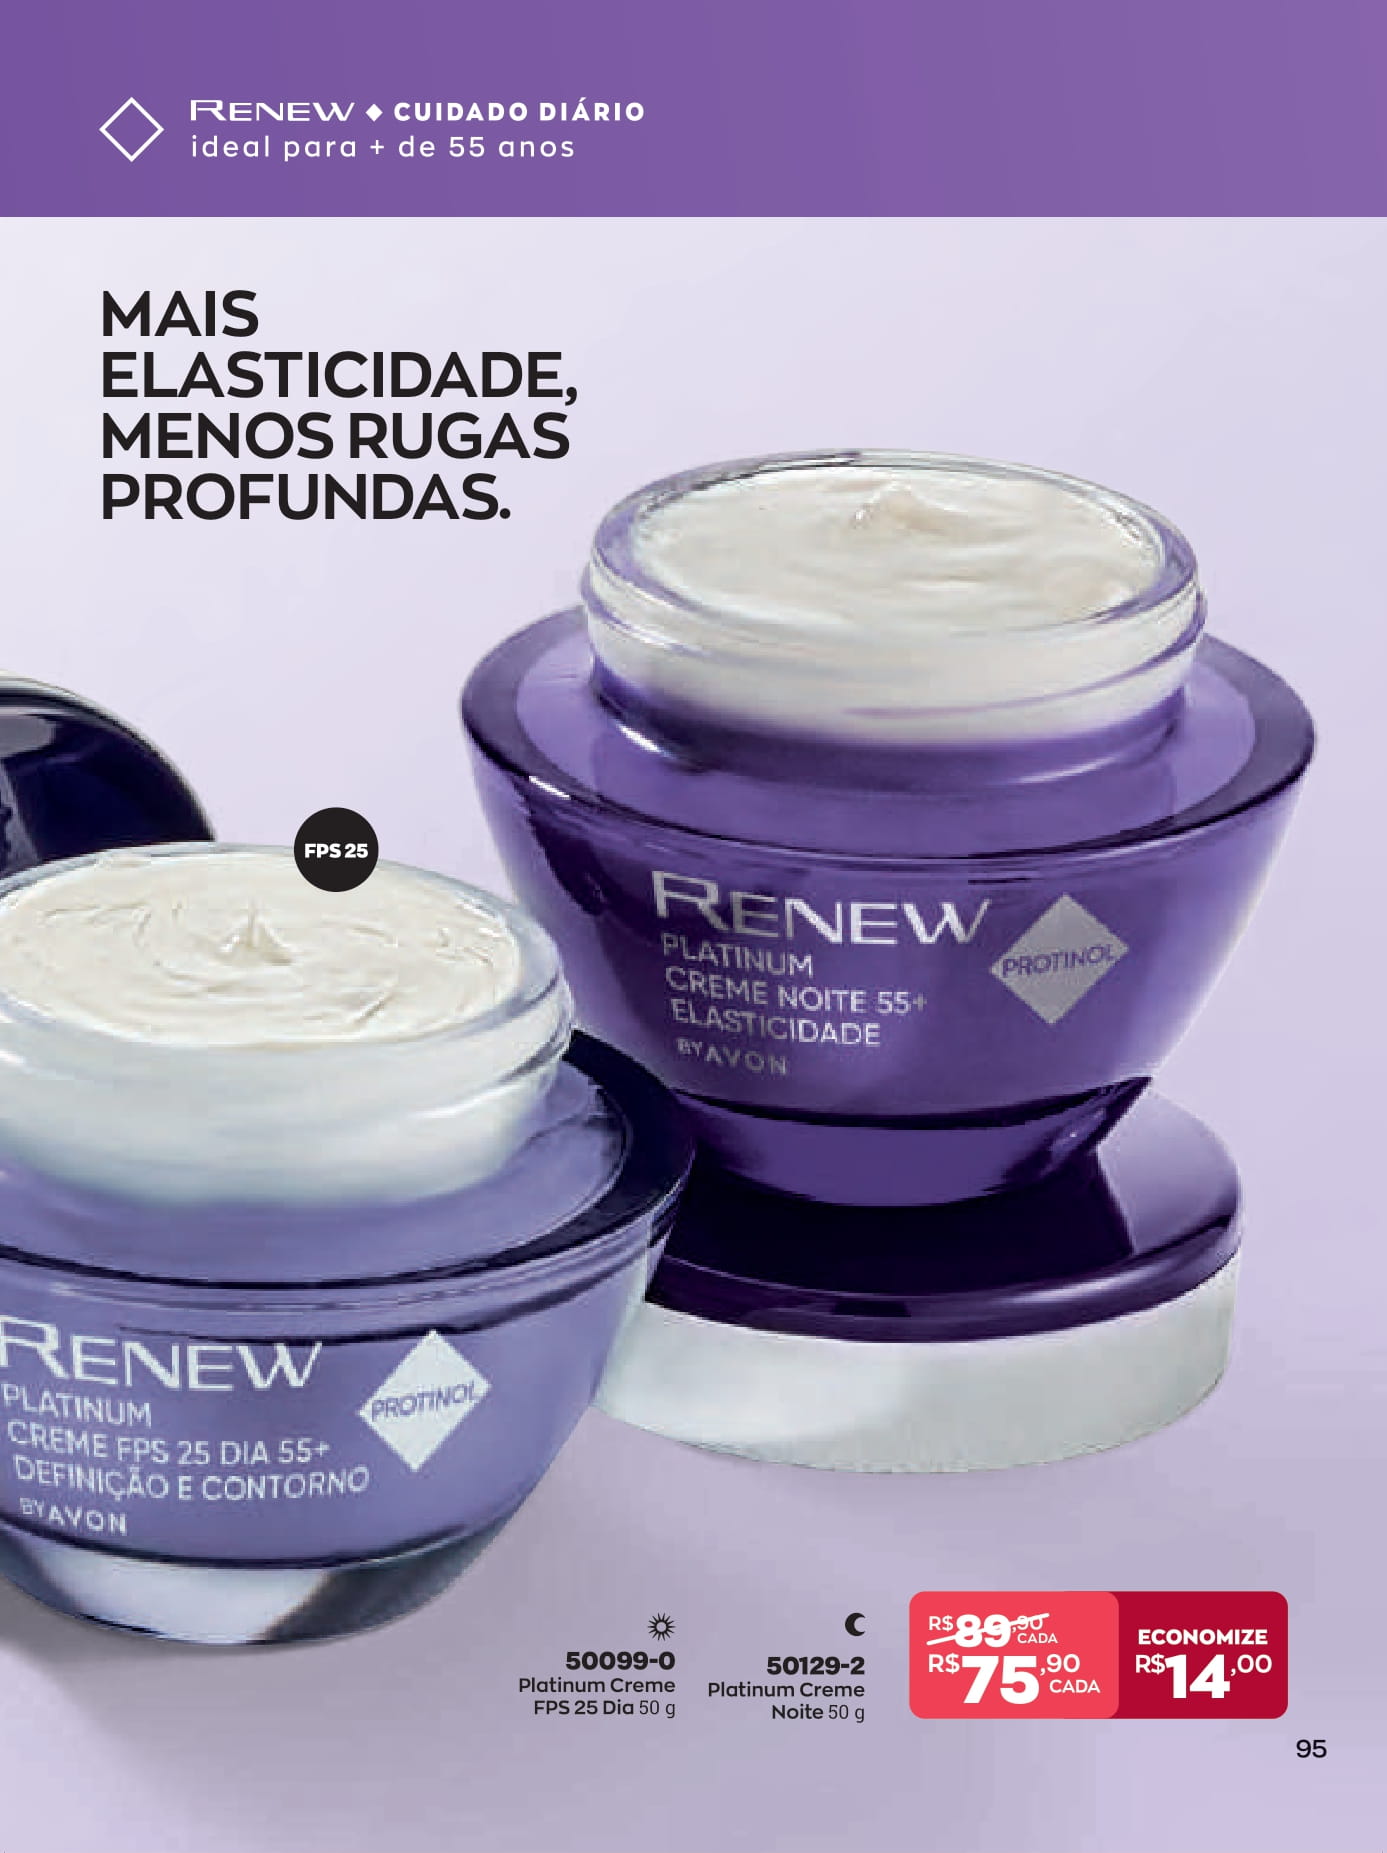 RENEW ◆ CUIDADO DIÁRIO
ideal para + de 55 anos
MAIS
ELASTICIDADE,
MENOS RUGAS
PROFUNDAS.
FPS 25
RENEW
PLATINUM
CREME NOITE 55+
ELASTICIDADE
BY AVON
PROTINOL
RENEW
PLATINUM
CREME FPS 25 DIA 55+
DEFINIÇÃO E CONTORNO
BY AVON
PROTINOL
50099-0
Platinum Creme
FPS 25 Dia 50 g
50129-2
Platinum Creme
Noite 50 g
R$89,90 CADA
R$75,90 CADA
ECONOMIZE
R$14,00
95